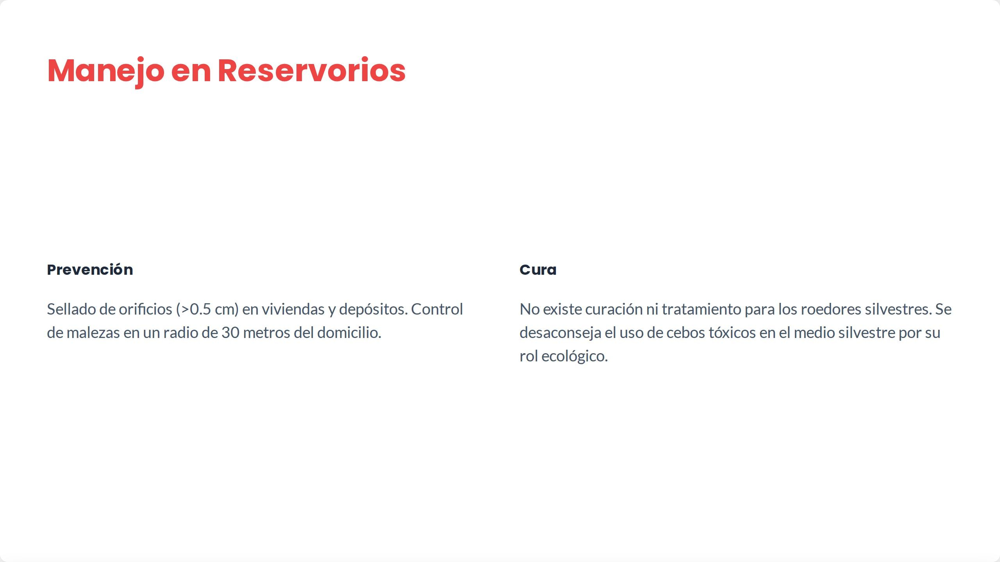 Manejo en Reservorios
Prevención
Sellado de orificios (>0.5 cm) en viviendas y depósitos. Control
de malezas en un radio de 30 metros del domicilio.
Cura
No existe curación ni tratamiento para los roedores silvestres. Se
desaconseja el uso de cebos tóxicos en el medio silvestre por su
rol ecológico.